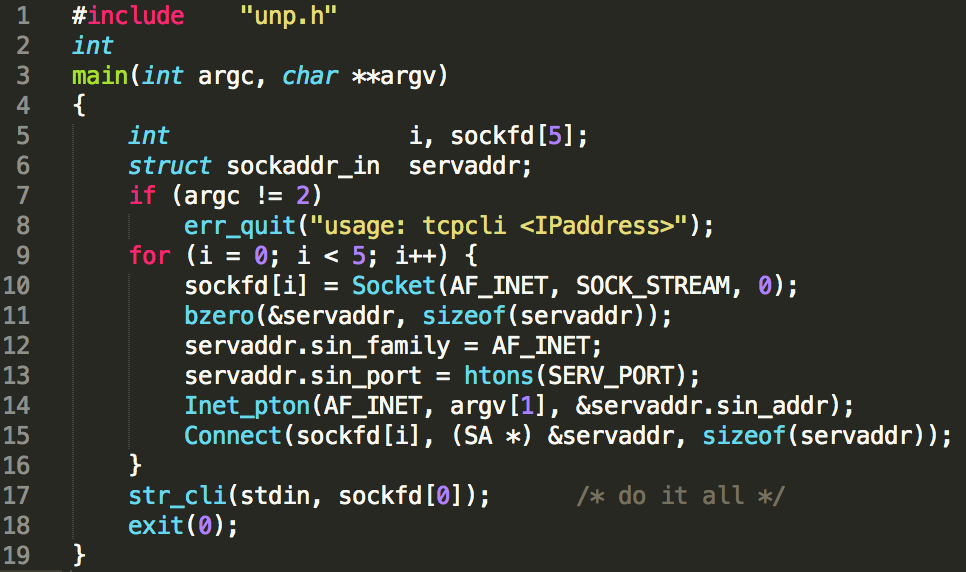 1 #include    "unp.h"
2 int
3 main(int argc, char **argv)
4 {
5     int                 i, sockfd[5];
6     struct sockaddr_in  servaddr;
7     if (argc != 2)
8         err_quit("usage: tcpcli <IPaddress>");
9     for (i = 0; i < 5; i++) {
10         sockfd[i] = Socket(AF_INET, SOCK_STREAM, 0);
11         bzero(&servaddr, sizeof(servaddr));
12         servaddr.sin_family = AF_INET;
13         servaddr.sin_port = htons(SERV_PORT);
14         Inet_pton(AF_INET, argv[1], &servaddr.sin_addr);
15         Connect(sockfd[i], (SA *) &servaddr, sizeof(servaddr));
16     }
17     str_cli(stdin, sockfd[0]);      /* do it all */
18     exit(0);
19 }